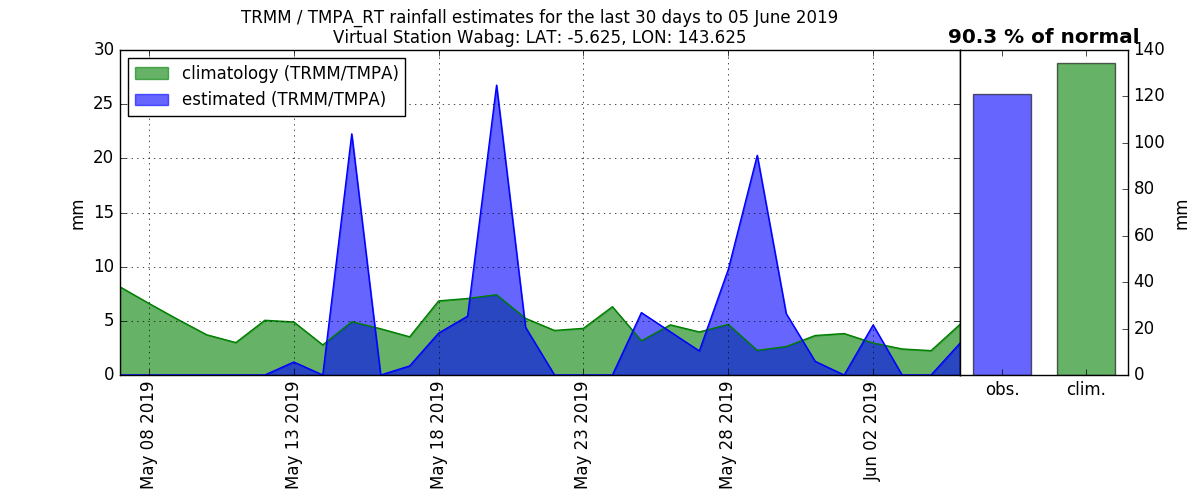 TRMM / TMPA_RT rainfall estimates for the last 30 days to 05 June 2019
Virtual Station Wabag: LAT: -5.625, LON: 143.625
90.3 % of normal
climatology (TRMM/TMPA)
estimated (TRMM/TMPA)
30
25
20
15
10
5
0
mm
May 08 2019
May 13 2019
May 18 2019
May 23 2019
May 28 2019
Jun 02 2019
obs.
clim.
140
120
100
80
60
40
20
0
mm